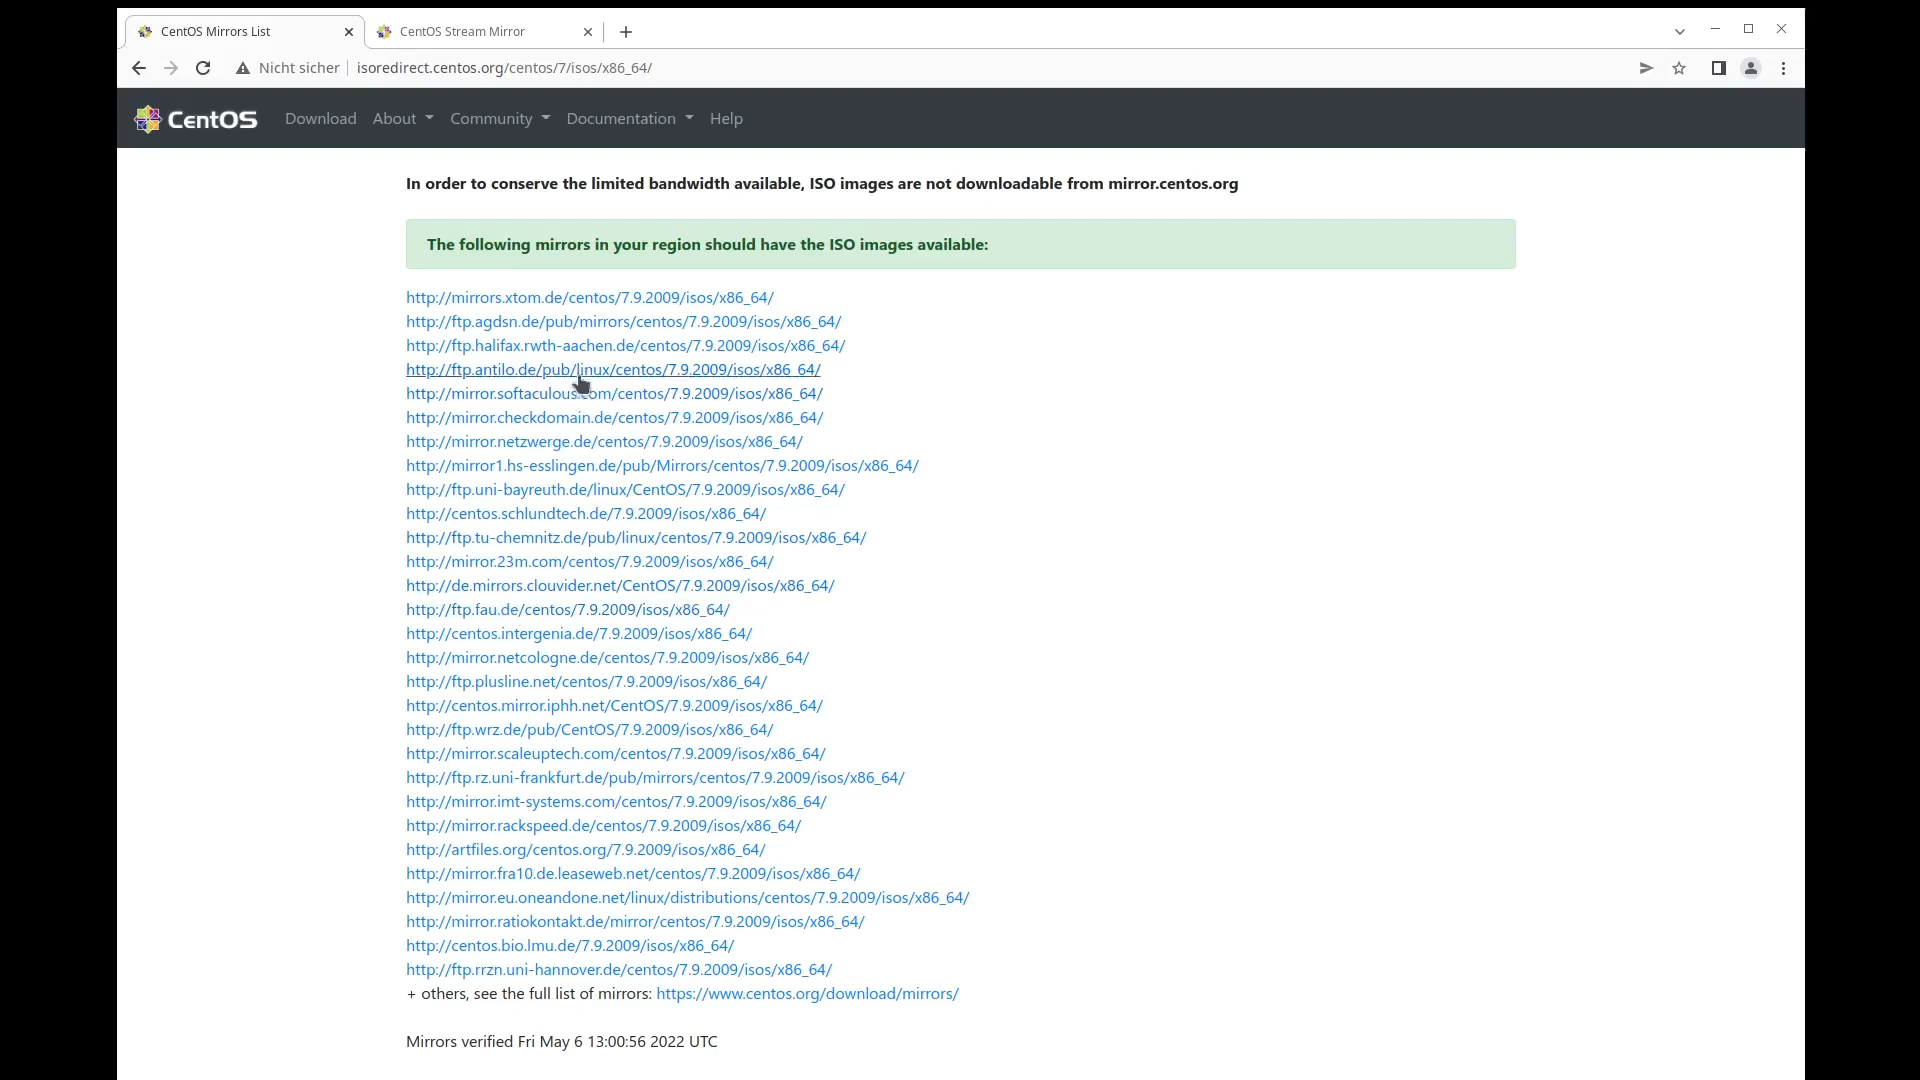 CentOS Mirrors List
CentOS Stream Mirror
Nicht sicher
isoredirect.centos.org/centos/7/isos/x86_64/
CentOS Download About Community Documentation Help
In order to conserve the limited bandwidth available, ISO images are not downloadable from mirror.centos.org
The following mirrors in your region should have the ISO images available:
http://mirrors.xtom.de/centos/7.9.2009/isos/x86_64/
http://ftp.agdsn.de/pub/mirrors/centos/7.9.2009/isos/x86_64/
http://ftp.halifax.rwth-aachen.de/centos/7.9.2009/isos/x86_64/
http://ftp.antilo.de/pub/linux/centos/7.9.2009/isos/x86_64/
http://mirror.softaculous.com/centos/7.9.2009/isos/x86_64/
http://mirror.checkdomain.de/centos/7.9.2009/isos/x86_64/
http://mirror.netzwerge.de/centos/7.9.2009/isos/x86_64/
http://mirror1.hs-esslingen.de/pub/Mirrors/centos/7.9.2009/isos/x86_64/
http://ftp.uni-bayreuth.de/linux/CentOS/7.9.2009/isos/x86_64/
http://centos.schlundtech.de/7.9.2009/isos/x86_64/
http://ftp.tu-chemnitz.de/pub/linux/centos/7.9.2009/isos/x86_64/
http://mirror.23m.com/centos/7.9.2009/isos/x86_64/
http://de.mirrors.clouvider.net/CentOS/7.9.2009/isos/x86_64/
http://ftp.fau.de/centos/7.9.2009/isos/x86_64/
http://centos.intergenia.de/7.9.2009/isos/x86_64/
http://mirror.netcologne.de/centos/7.9.2009/isos/x86_64/
http://ftp.plusline.net/centos/7.9.2009/isos/x86_64/
http://centos.mirror.iphh.net/CentOS/7.9.2009/isos/x86_64/
http://ftp.wrz.de/pub/CentOS/7.9.2009/isos/x86_64/
http://mirror.scaleuptech.com/centos/7.9.2009/isos/x86_64/
http://ftp.rz.uni-frankfurt.de/pub/mirrors/centos/7.9.2009/isos/x86_64/
http://mirror.imt-systems.com/centos/7.9.2009/isos/x86_64/
http://mirror.rackspeed.de/centos/7.9.2009/isos/x86_64/
http://artfiles.org/centos.org/7.9.2009/isos/x86_64/
http://mirror.fra10.de.leaseweb.net/centos/7.9.2009/isos/x86_64/
http://mirror.eu.oneandone.net/linux/distributions/centos/7.9.2009/isos/x86_64/
http://mirror.ratiokontakt.de/mirror/centos/7.9.2009/isos/x86_64/
http://centos.bio.lmu.de/7.9.2009/isos/x86_64/
http://ftp.rrzn.uni-hannover.de/centos/7.9.2009/isos/x86_64/
+ others, see the full list of mirrors: https://www.centos.org/download/mirrors/
Mirrors verified Fri May 6 13:00:56 2022 UTC